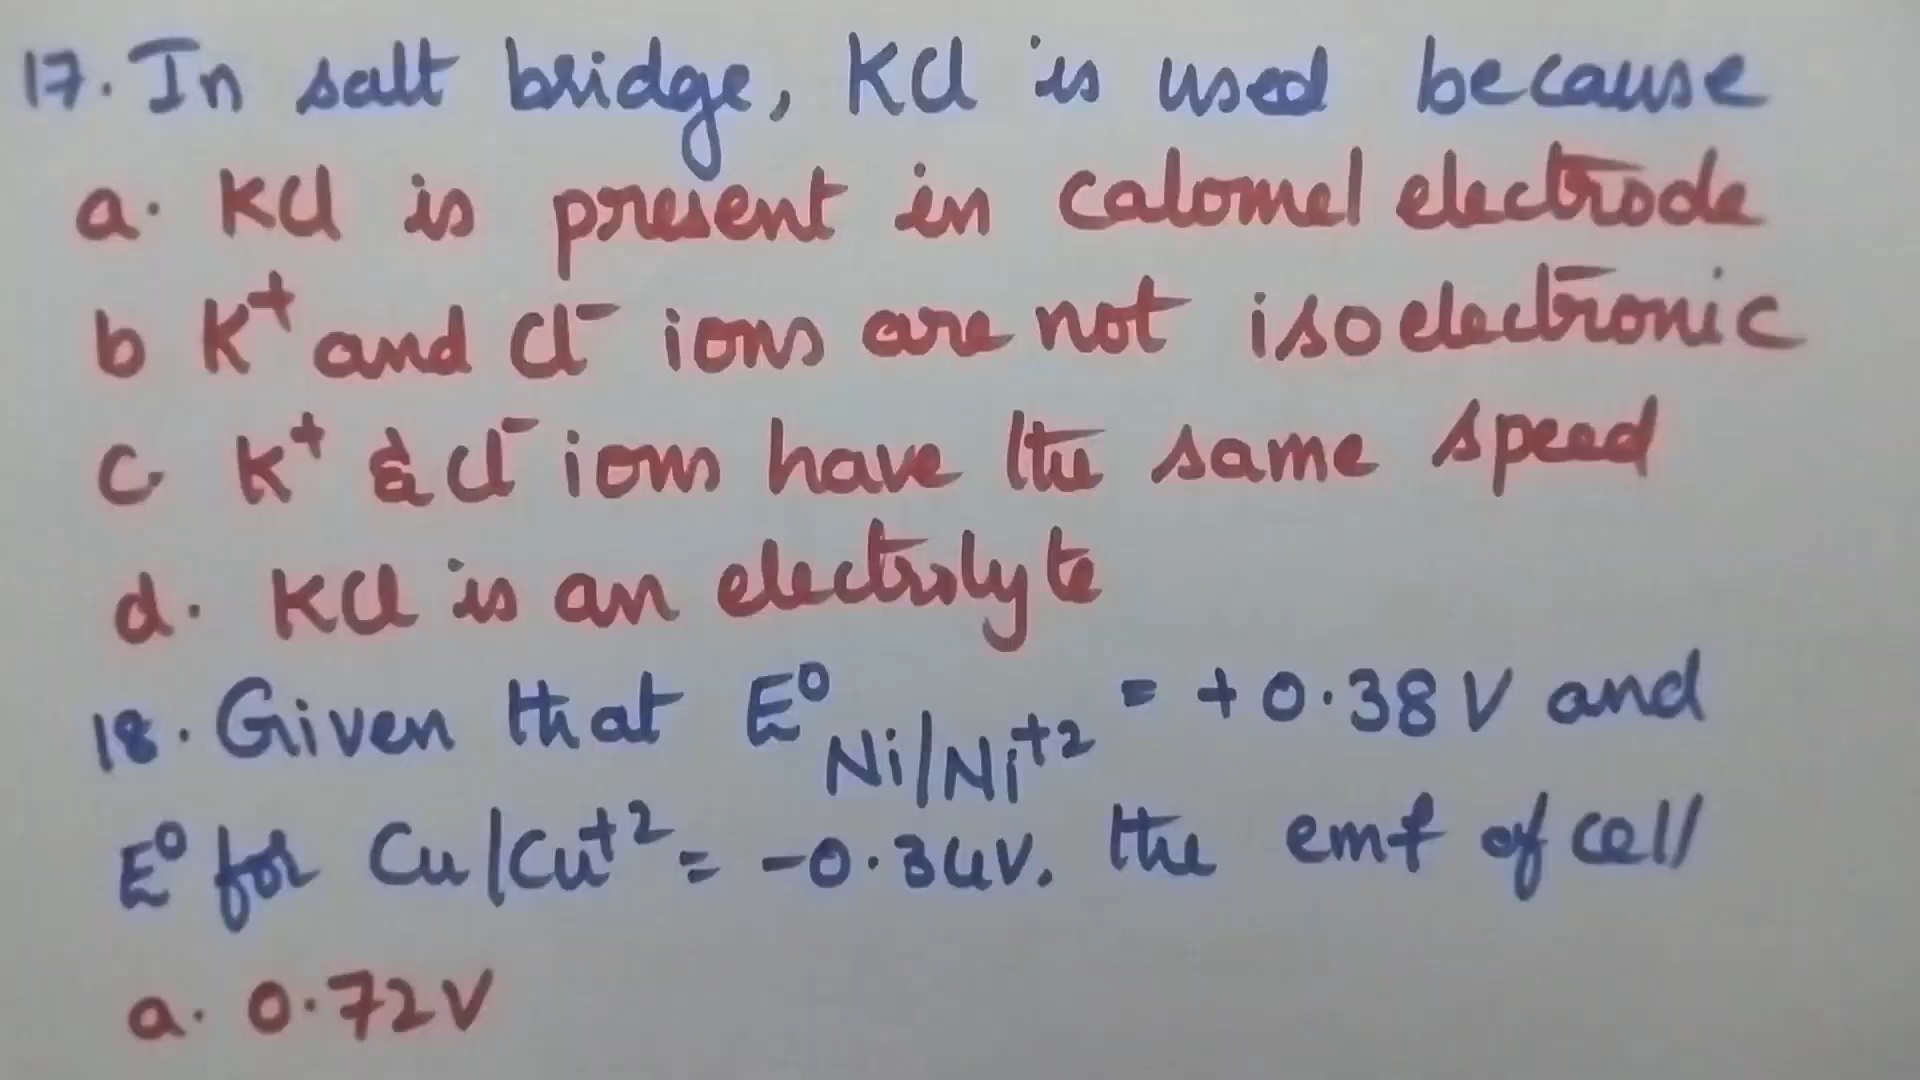 17. In salt bridge, KCl is used because
a. KCl is present in calomel electrode
b K⁺ and Cl⁻ ions are not isoelectronic
c K⁺ & Cl⁻ ions have the same speed
d. KCl is an electrolyte
18. Given that E⁰ Ni/Ni⁺² = +0.38 V and
E⁰ for Cu/Cu⁺² = -0.34V. the emf of cell
a. 0.72V